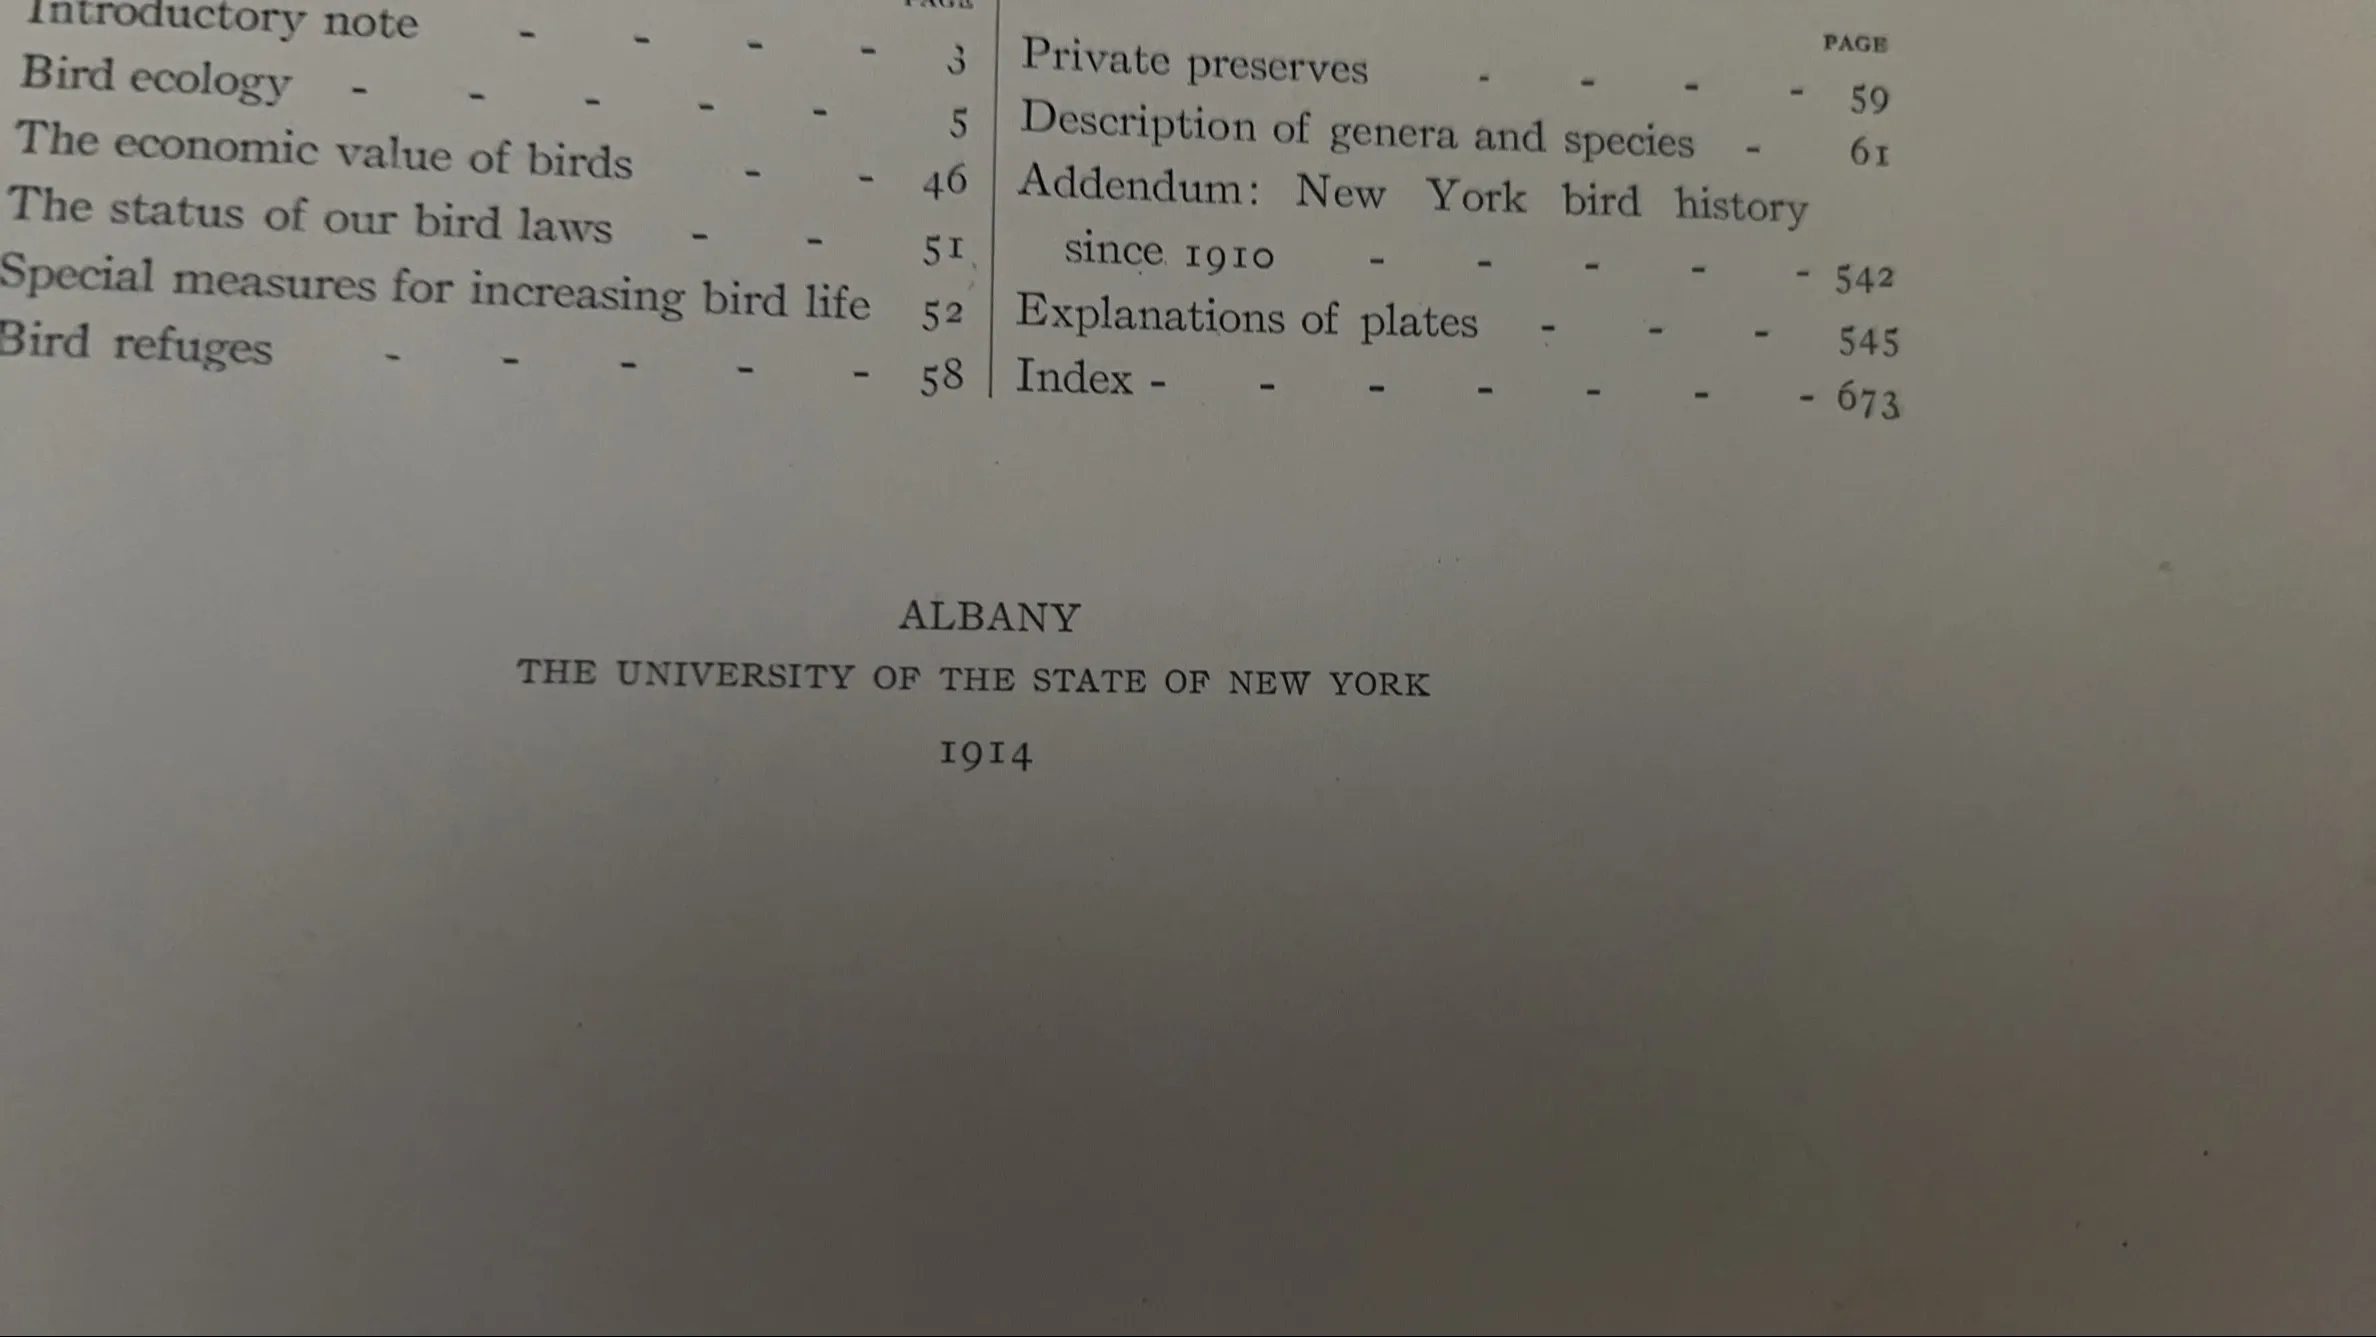 PAGE
Introductory note - - - - 3
Bird ecology - - - - - 5
The economic value of birds - - 46
The status of our bird laws - - 51
Special measures for increasing bird life 52
Bird refuges - - - - - 58
PAGE
Private preserves - - - - 59
Description of genera and species - 61
Addendum: New York bird history
since 1910 - - - - - 542
Explanations of plates - - - 545
Index - - - - - - - 673
ALBANY
THE UNIVERSITY OF THE STATE OF NEW YORK
1914